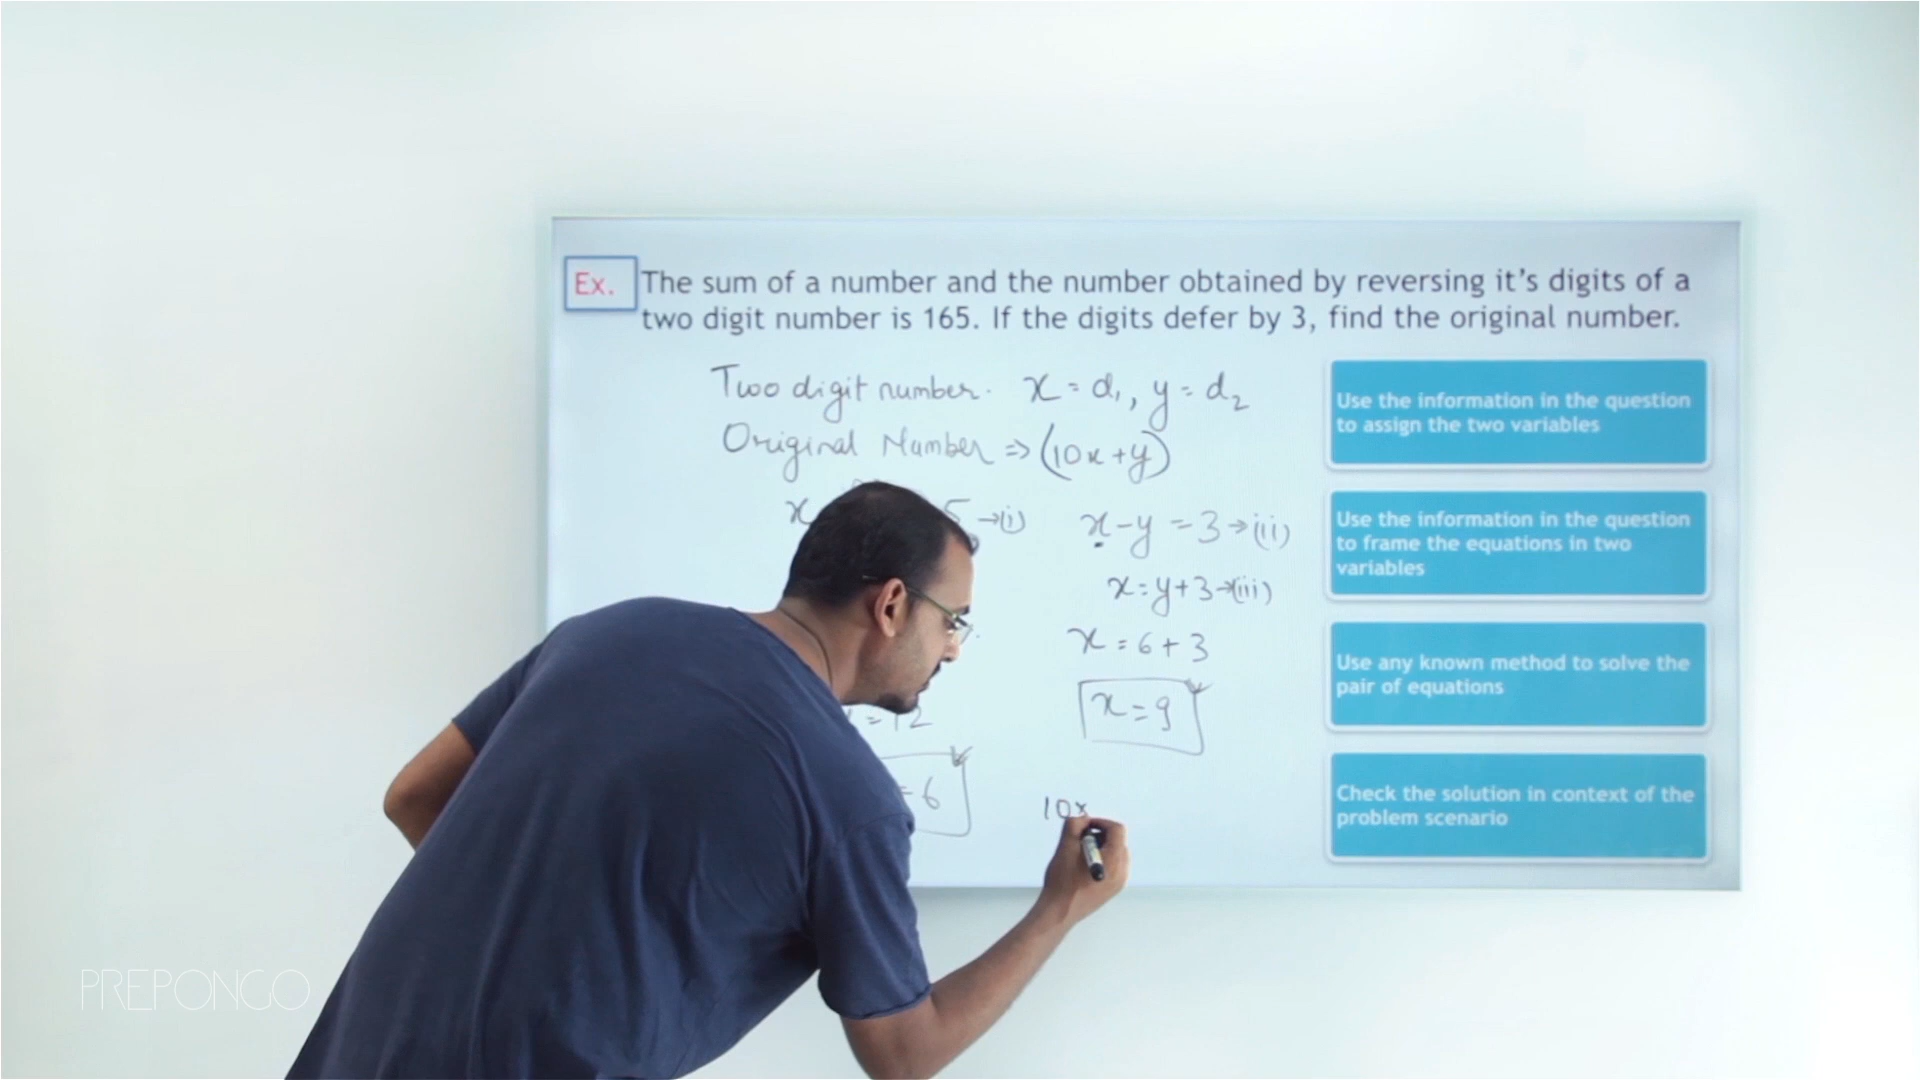 Ex.
The sum of a number and the number obtained by reversing it's digits of a
two digit number is 165. If the digits defer by 3, find the original number.
Two digit number. x = d₁, y = d₂
Original Number ⇒ (10x + y)
x
5 → (i)
x - y = 3 → (ii)
x = y + 3 → (iii)
x = 6 + 3
x = 9
= 12
= 6
10x
Use the information in the question
to assign the two variables
Use the information in the question
to frame the equations in two
variables
Use any known method to solve the
pair of equations
Check the solution in context of the
problem scenario
PREPONGO